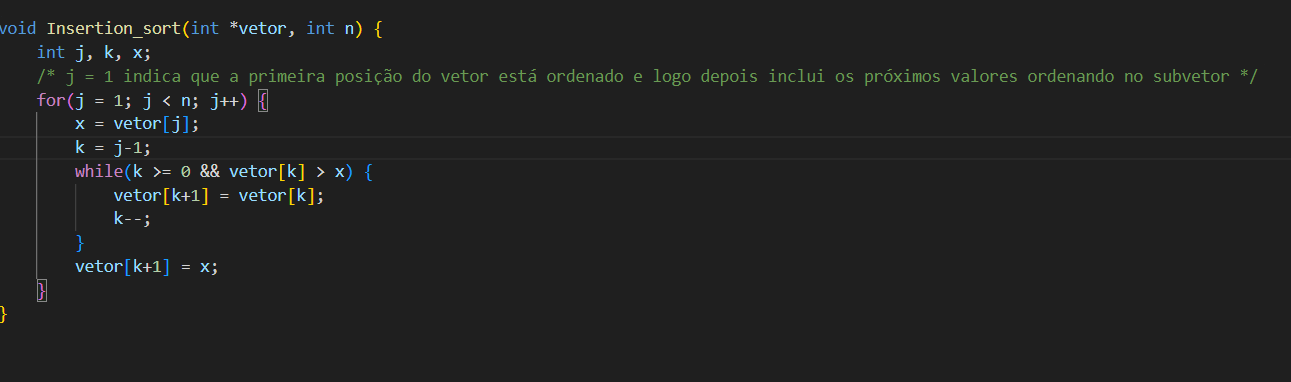 void Insertion_sort(int *vetor, int n) {
int j, k, x;
/* j = 1 indica que a primeira posição do vetor está ordenado e logo depois inclui os próximos valores ordenando no subvetor */
for(j = 1; j < n; j++) {
x = vetor[j];
k = j-1;
while(k >= 0 && vetor[k] > x) {
vetor[k+1] = vetor[k];
k--;
}
vetor[k+1] = x;
}
}